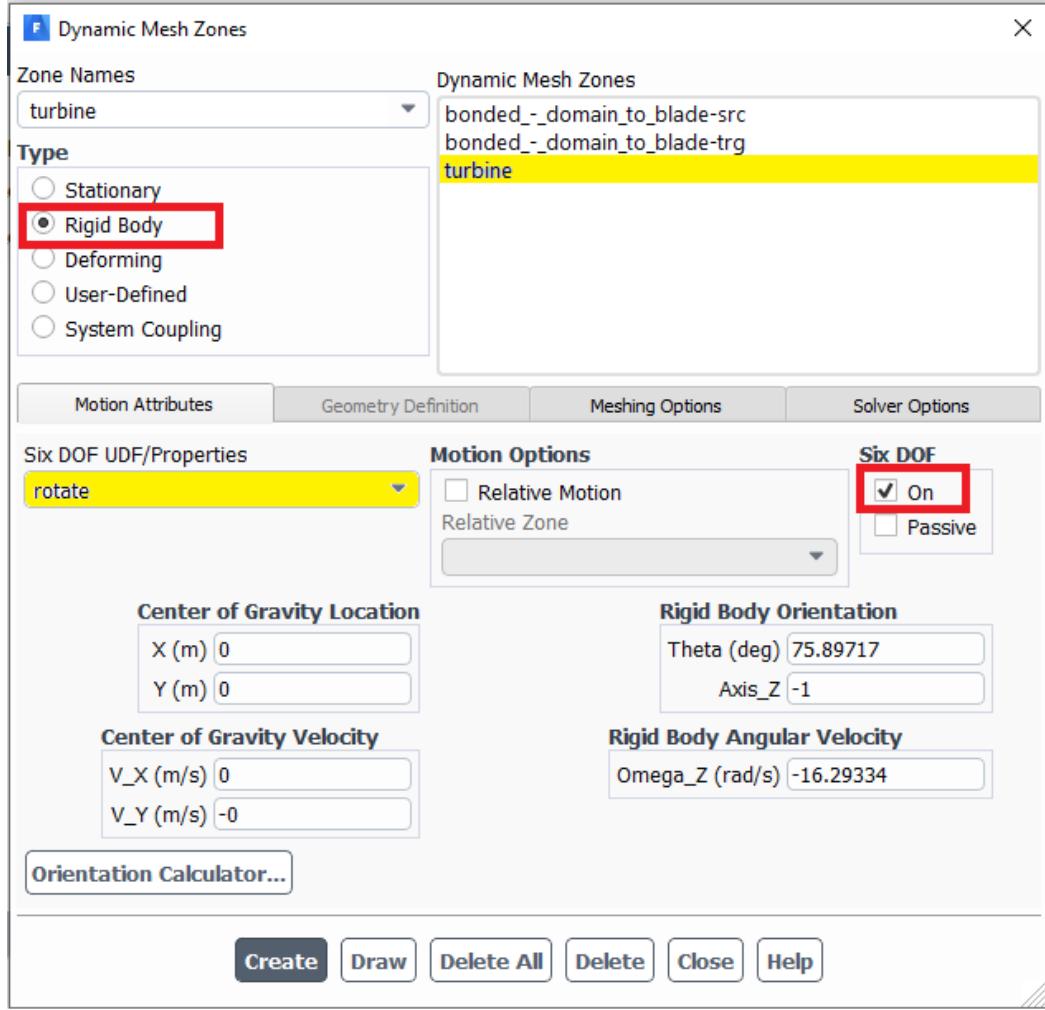 F Dynamic Mesh Zones
Zone Names
turbine
Type
Stationary
Rigid Body
Deforming
User-Defined
System Coupling
Dynamic Mesh Zones
bonded_-_domain_to_blade-src
bonded_-_domain_to_blade-trg
turbine
Motion Attributes
Geometry Definition
Meshing Options
Solver Options
Six DOF UDF/Properties
rotate
Motion Options
Relative Motion
Relative Zone
Six DOF
On
Passive
Center of Gravity Location
X (m) 0
Y (m) 0
Rigid Body Orientation
Theta (deg) 75.89717
Axis_Z -1
Center of Gravity Velocity
V_X (m/s) 0
V_Y (m/s) -0
Rigid Body Angular Velocity
Omega_Z (rad/s) -16.29334
Orientation Calculator...
Create
Draw
Delete All
Delete
Close
Help